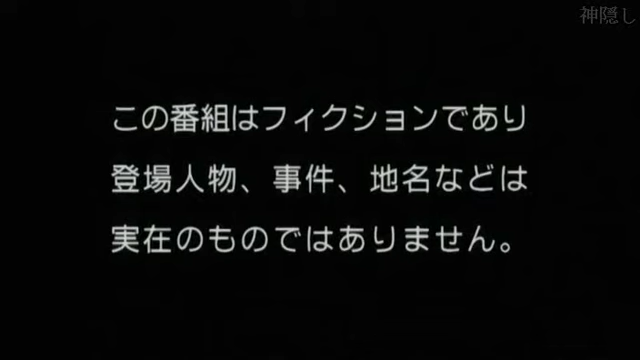 神隠し
この番組はフィクションであり
登場人物、事件、地名などは
実在のものではありません。